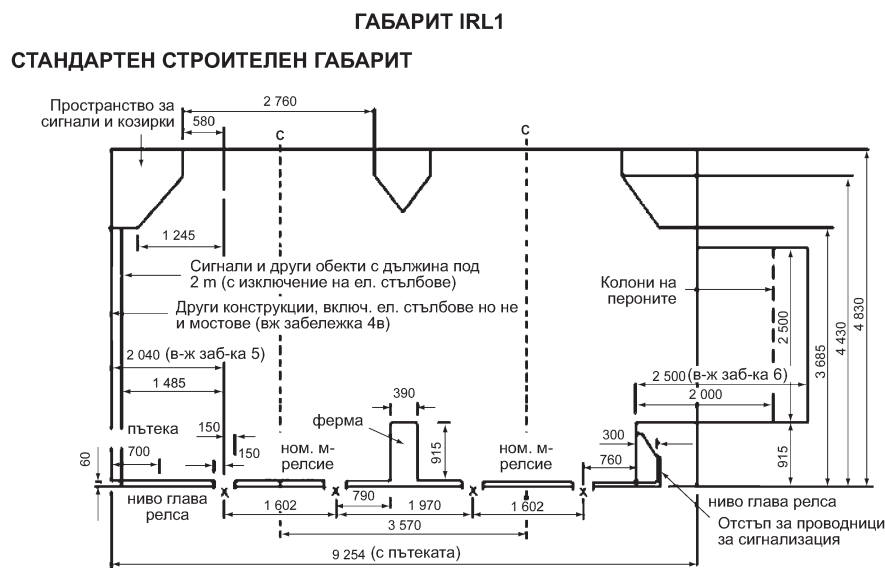 ГАБАРИТ IRL1
СТАНДАРТЕН СТРОИТЕЛЕН ГАБАРИТ
Пространство за
сигнали и козирки
2 760
580
C
C
1 245
Сигнали и други обекти с дължина под
2 m (с изключение на ел. стълбове)
Други конструкции, включ. ел. стълбове но не
и мостове (вж забележка 4в)
Колони на
пероните
2 500
3 685
4 430
4 830
2 040 (в-ж заб-ка 5)
1 485
2 500 (в-ж заб-ка 6)
2 000
390
ферма
пътека
150
150
700
60
ном. м-
релсие
915
ном. м-
релсие
300
760
915
ниво глава
релса
x
x
x
x
790
1 602
1 970
1 602
3 570
9 254 (с пътеката)
ниво глава релса
Отстъп за проводници
за сигнализация